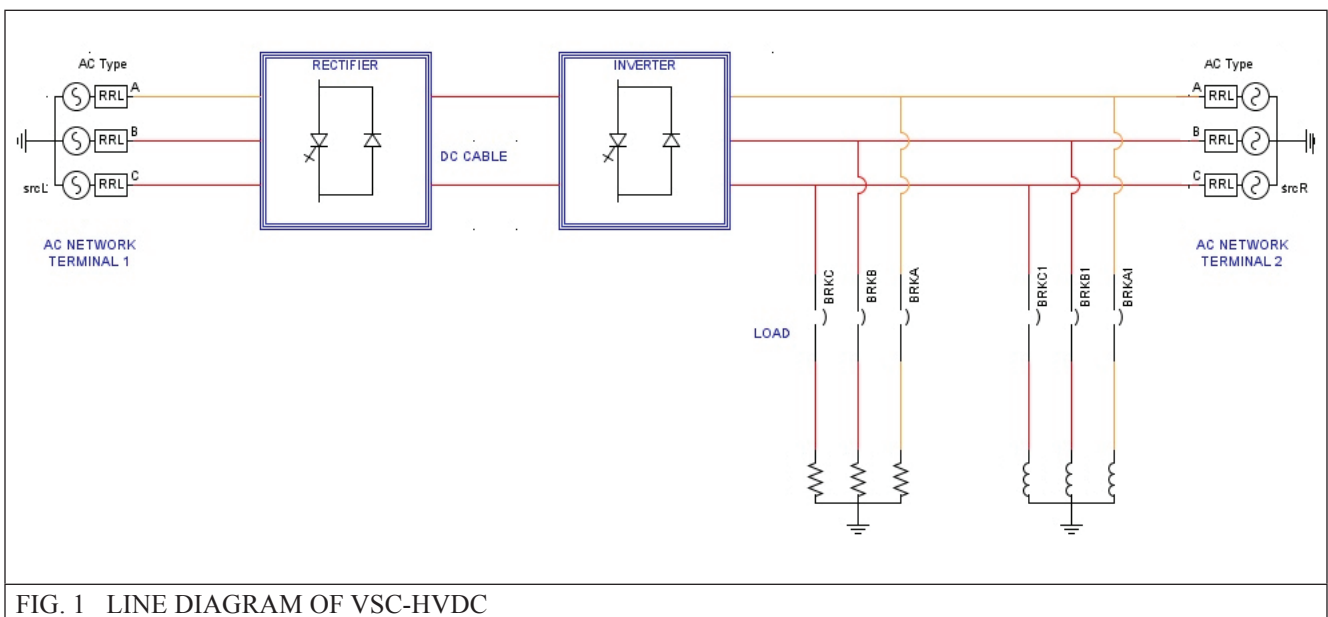 AC Type
RECTIFIER
INVERTER
AC Type
RRL A
RRL B
RRL C
srcL
AC NETWORK
TERMINAL 1
DC CABLE
A RRL
B RRL
C RRL
srcR
AC NETWORK
TERMINAL 2
LOAD
BRKC
BRKB
BRKA
BRKC1
BRKB1
BRKA1
FIG. 1 LINE DIAGRAM OF VSC-HVDC